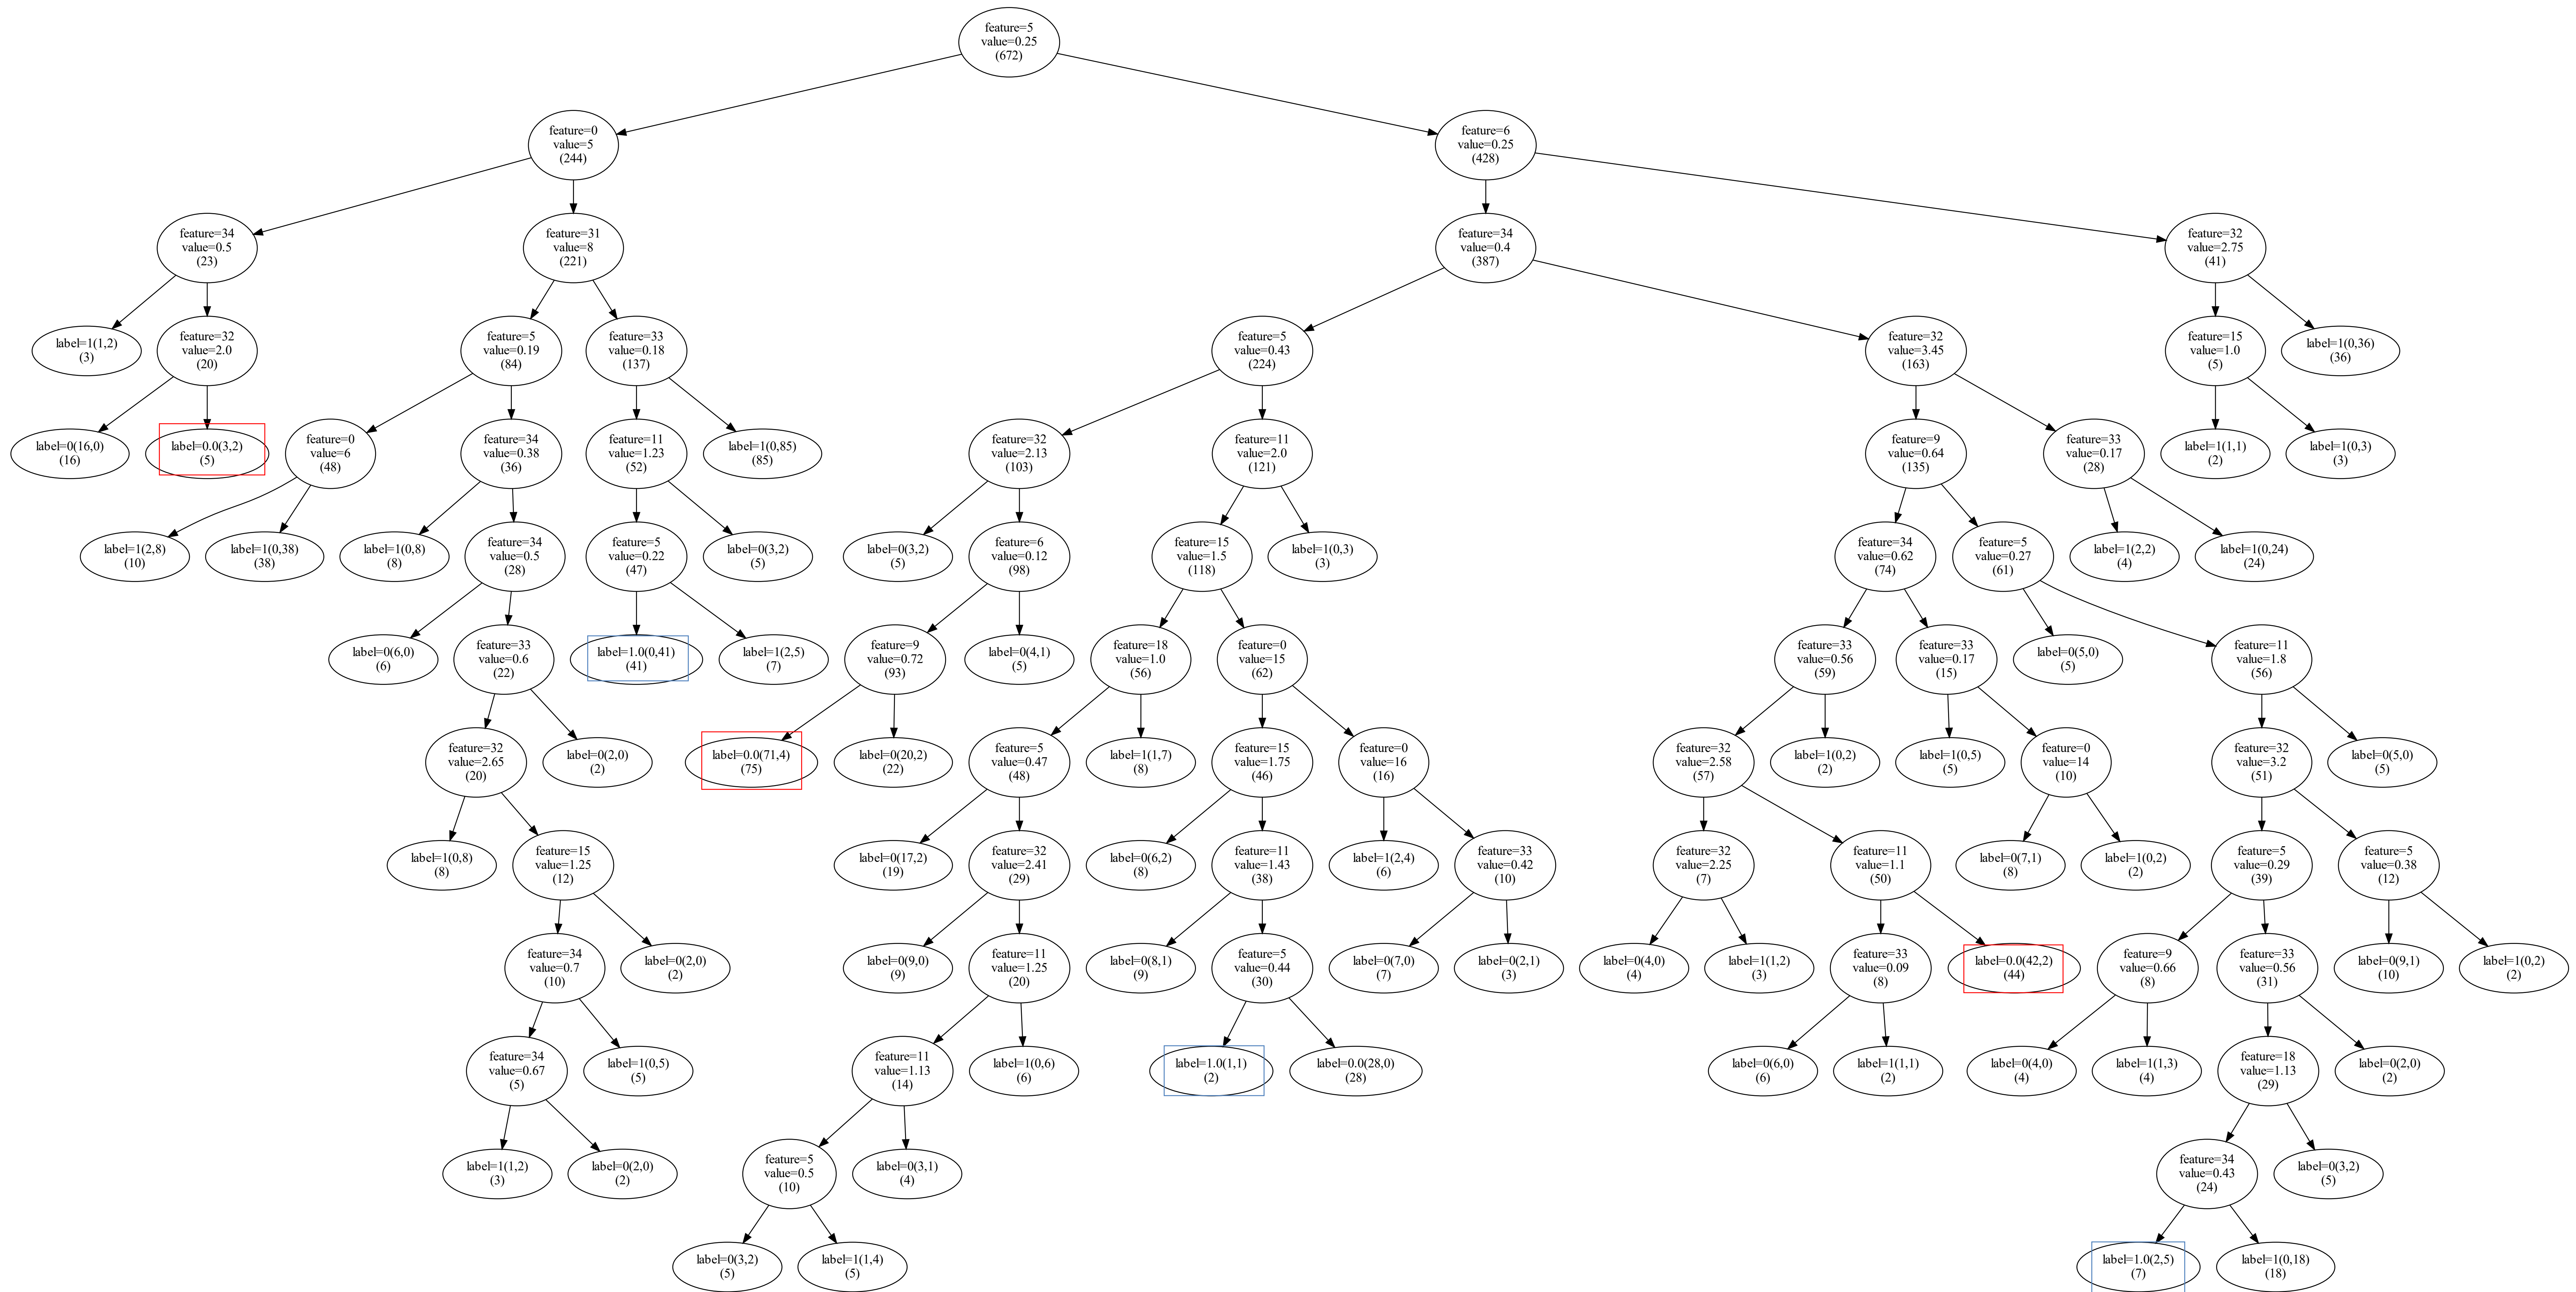 feature=5
value=0.25
(672)
feature=0
value=5
(244)
feature=6
value=0.25
(428)
feature=34
value=0.5
(23)
feature=31
value=8
(221)
feature=34
value=0.4
(387)
feature=32
value=2.75
(41)
label=1(1,2)
(3)
feature=32
value=2.0
(20)
feature=5
value=0.19
(84)
feature=33
value=0.18
(137)
feature=5
value=0.43
(224)
feature=32
value=3.45
(163)
feature=15
value=1.0
(5)
label=1(0,36)
(36)
label=0(16,0)
(16)
label=0.0(3,2)
(5)
feature=0
value=6
(48)
feature=34
value=0.38
(36)
feature=11
value=1.23
(52)
label=1(0,85)
(85)
feature=32
value=2.13
(103)
feature=11
value=2.0
(121)
feature=9
value=0.64
(135)
feature=33
value=0.17
(28)
label=1(1,1)
(2)
label=1(0,3)
(3)
label=1(2,8)
(10)
label=1(0,38)
(38)
label=1(0,8)
(8)
feature=34
value=0.5
(28)
feature=5
value=0.22
(47)
label=0(3,2)
(5)
label=0(3,2)
(5)
feature=6
value=0.12
(98)
feature=15
value=1.5
(118)
label=1(0,3)
(3)
feature=34
value=0.62
(74)
feature=5
value=0.27
(61)
label=1(2,2)
(4)
label=1(0,24)
(24)
label=0(6,0)
(6)
feature=33
value=0.6
(22)
label=1.0(0,41)
(41)
label=1(2,5)
(7)
feature=9
value=0.72
(93)
label=0(4,1)
(5)
feature=18
value=1.0
(56)
feature=0
value=15
(62)
feature=33
value=0.56
(59)
feature=33
value=0.17
(15)
label=0(5,0)
(5)
feature=11
value=1.8
(56)
feature=32
value=2.65
(20)
label=0(2,0)
(2)
label=0.0(71,4)
(75)
label=0(20,2)
(22)
feature=5
value=0.47
(48)
label=1(1,7)
(8)
feature=15
value=1.75
(46)
feature=0
value=16
(16)
feature=32
value=2.58
(57)
label=1(0,2)
(2)
label=1(0,5)
(5)
feature=0
value=14
(10)
feature=32
value=3.2
(51)
label=0(5,0)
(5)
label=1(0,8)
(8)
feature=15
value=1.25
(12)
label=0(17,2)
(19)
feature=32
value=2.41
(29)
label=0(6,2)
(8)
feature=11
value=1.43
(38)
label=1(2,4)
(6)
feature=33
value=0.42
(10)
feature=32
value=2.25
(7)
feature=11
value=1.1
(50)
label=0(7,1)
(8)
label=1(0,2)
(2)
feature=5
value=0.29
(39)
feature=5
value=0.38
(12)
feature=34
value=0.7
(10)
label=0(2,0)
(2)
label=0(9,0)
(9)
feature=11
value=1.25
(20)
label=0(8,1)
(9)
feature=5
value=0.44
(30)
label=0(7,0)
(7)
label=0(2,1)
(3)
label=0(4,0)
(4)
label=1(1,2)
(3)
feature=33
value=0.09
(8)
label=0.0(42,2)
(44)
feature=9
value=0.66
(8)
feature=33
value=0.56
(31)
label=0(9,1)
(10)
label=1(0,2)
(2)
feature=34
value=0.67
(5)
label=1(0,5)
(5)
feature=11
value=1.13
(14)
label=1(0,6)
(6)
label=1.0(1,1)
(2)
label=0.0(28,0)
(28)
label=0(6,0)
(6)
label=1(1,1)
(2)
label=0(4,0)
(4)
label=1(1,3)
(4)
feature=18
value=1.13
(29)
label=0(2,0)
(2)
label=1(1,2)
(3)
label=0(2,0)
(2)
feature=5
value=0.5
(10)
label=0(3,1)
(4)
feature=34
value=0.43
(24)
label=0(3,2)
(5)
label=0(3,2)
(5)
label=1(1,4)
(5)
label=1.0(2,5)
(7)
label=1(0,18)
(18)